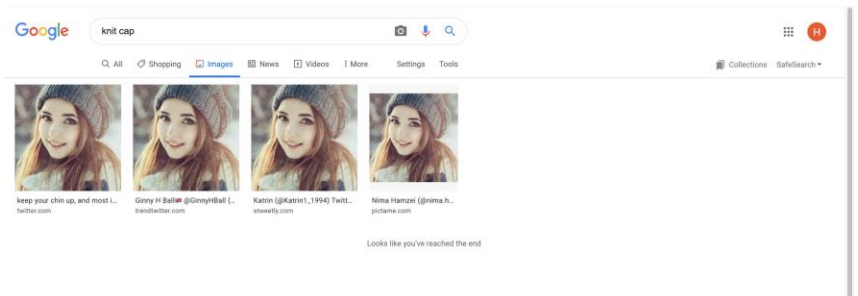 Google knit cap H
All Shopping Images News Videos More Settings Tools Collections SafeSearch
keep your chin up, and most i... Ginny H Ball @GinnyHBall (... Katrin (@Katrin1_1994) Twitt... Nima Hamzei (@nima.h...
twitter.com trendtwitter.com stweetly.com pictame.com
Looks like you've reached the end